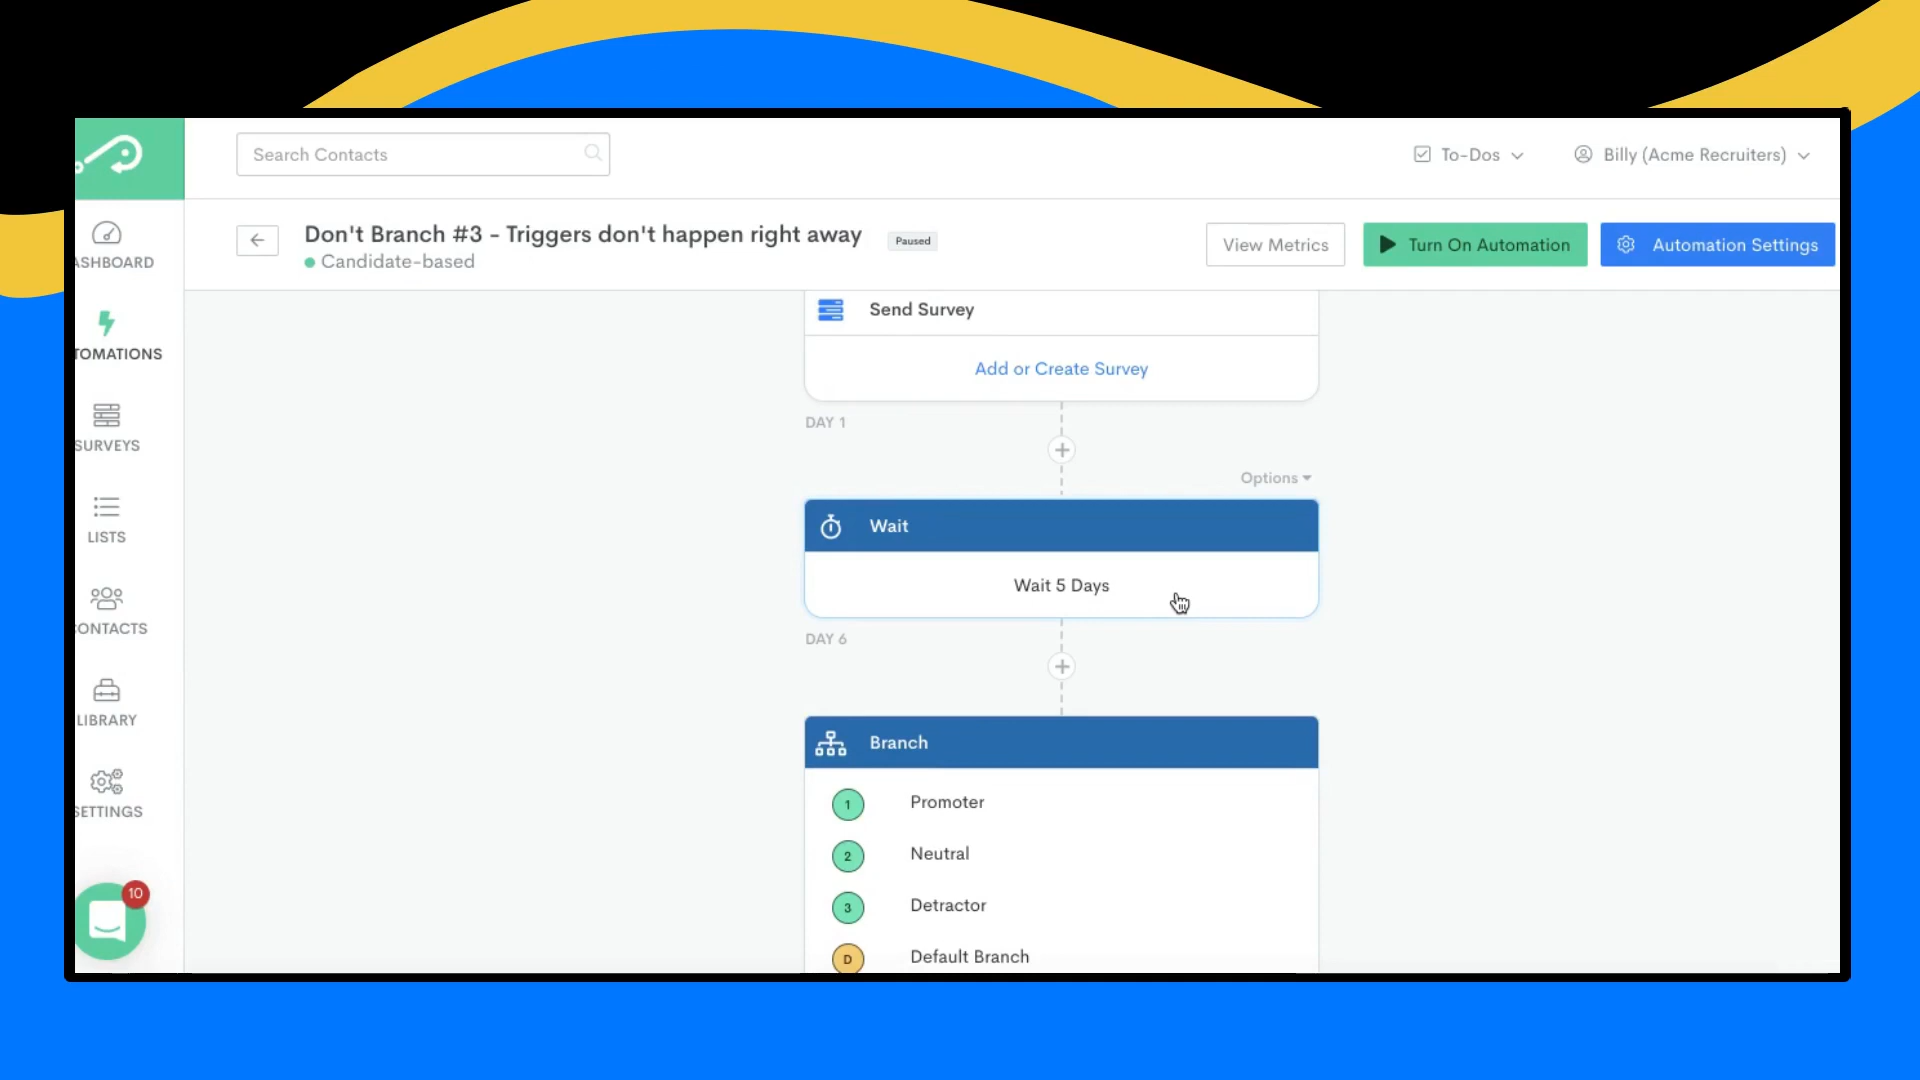 Search Contacts
To-Dos
Billy (Acme Recruiters)
Don't Branch #3 - Triggers don't happen right away
Paused
Candidate-based
View Metrics
Turn On Automation
Automation Settings
ASHBOARD
TOMATIONS
SURVEYS
LISTS
ONTACTS
LIBRARY
SETTINGS
10
Send Survey
Add or Create Survey
DAY 1
Options
Wait
Wait 5 Days
DAY 6
Branch
1 Promoter
2 Neutral
3 Detractor
D Default Branch